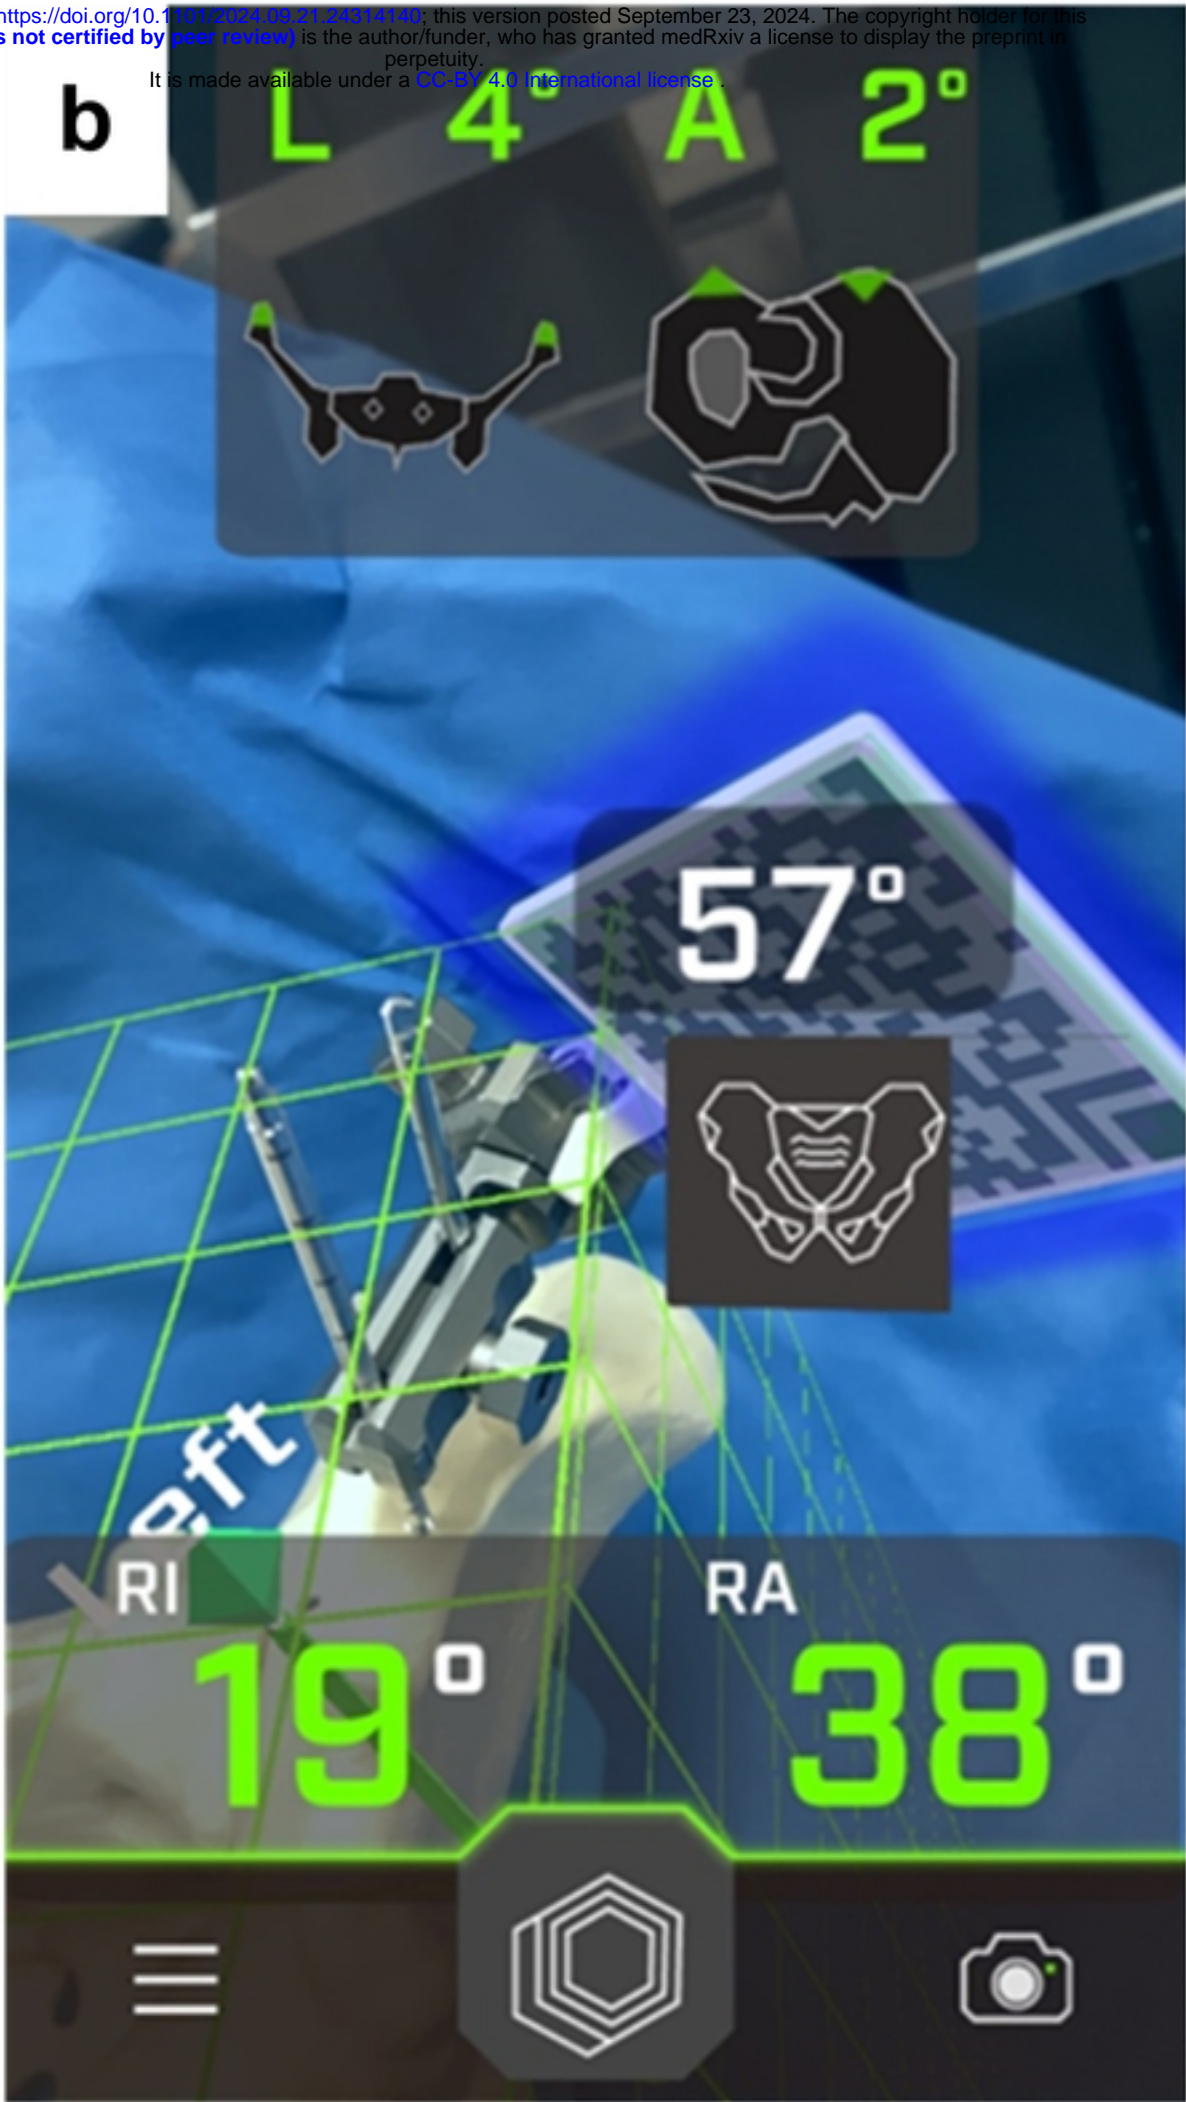 https://doi.org/10.1101/2024.09.21.24314140; this version posted September 23, 2024. The copyright holder for this
s not certified by peer review) is the author/funder, who has granted medRxiv a license to display the preprint in
perpetuity.
It is made available under a CC-BY 4.0 International license .
b
L 4° A 2°
57°
eft
RI RA
19° 38°